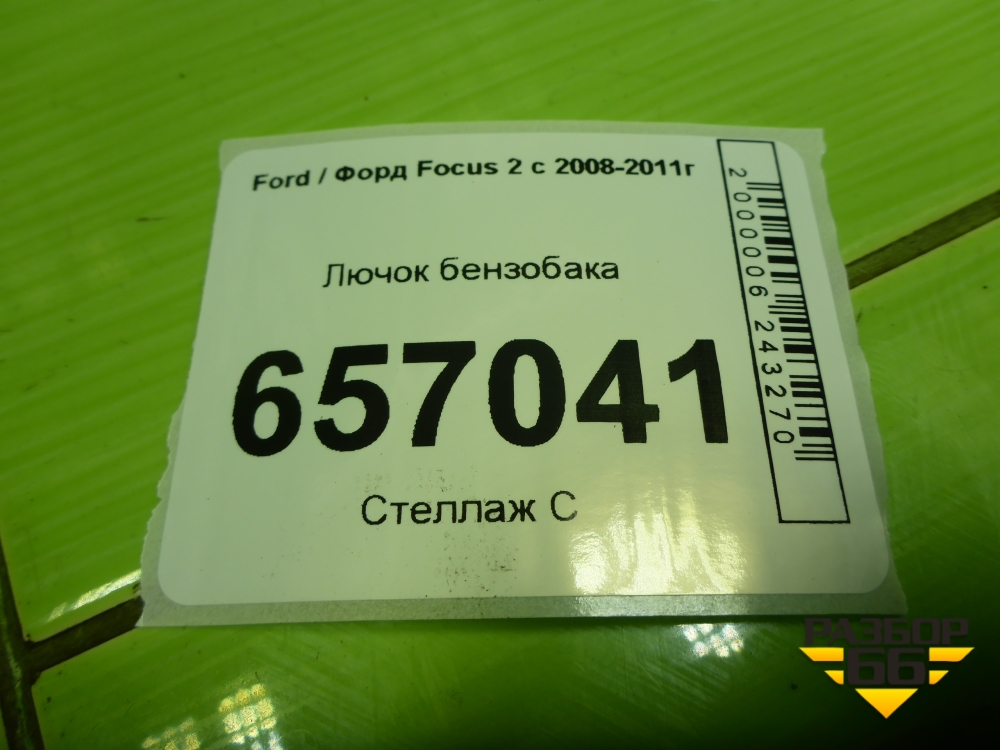 Ford / Форд Focus 2 с 2008-2011г
Лючок бензобака
657041
Стеллаж С
2000006243270
РАЗБОР
66